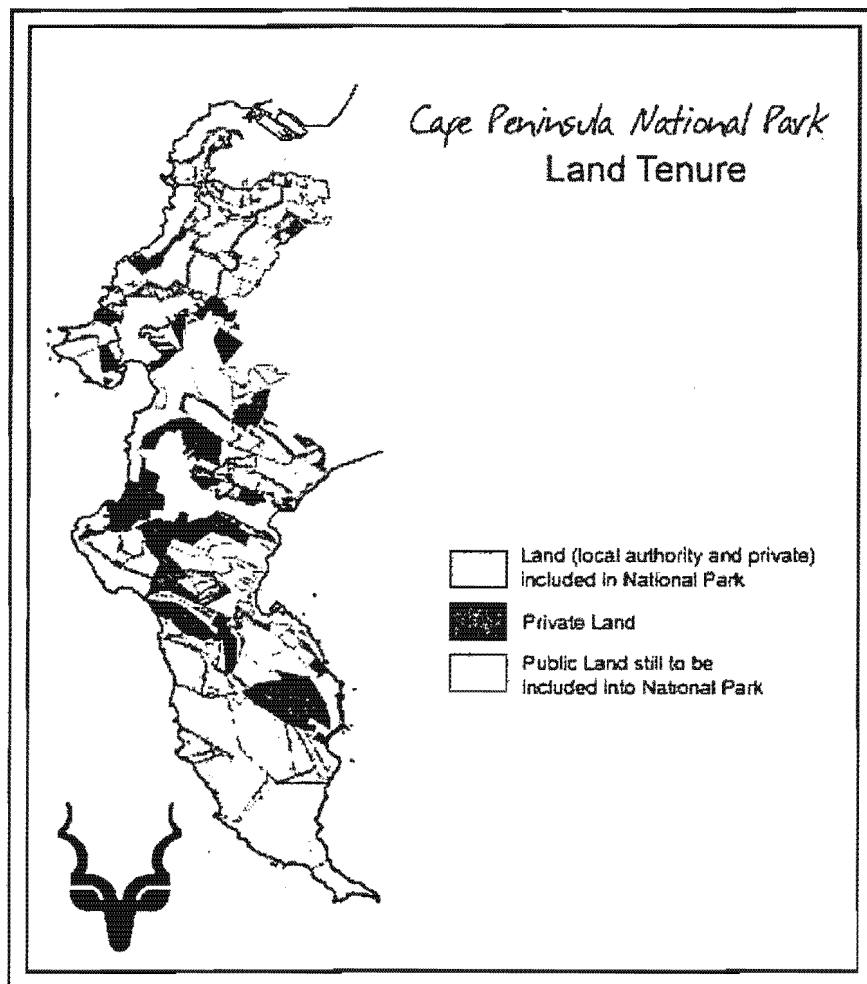 Cape Peninsula National Park
Land Tenure
Land (local authority and private)
included in National Park
Private Land
Public Land still to be
included into National Park